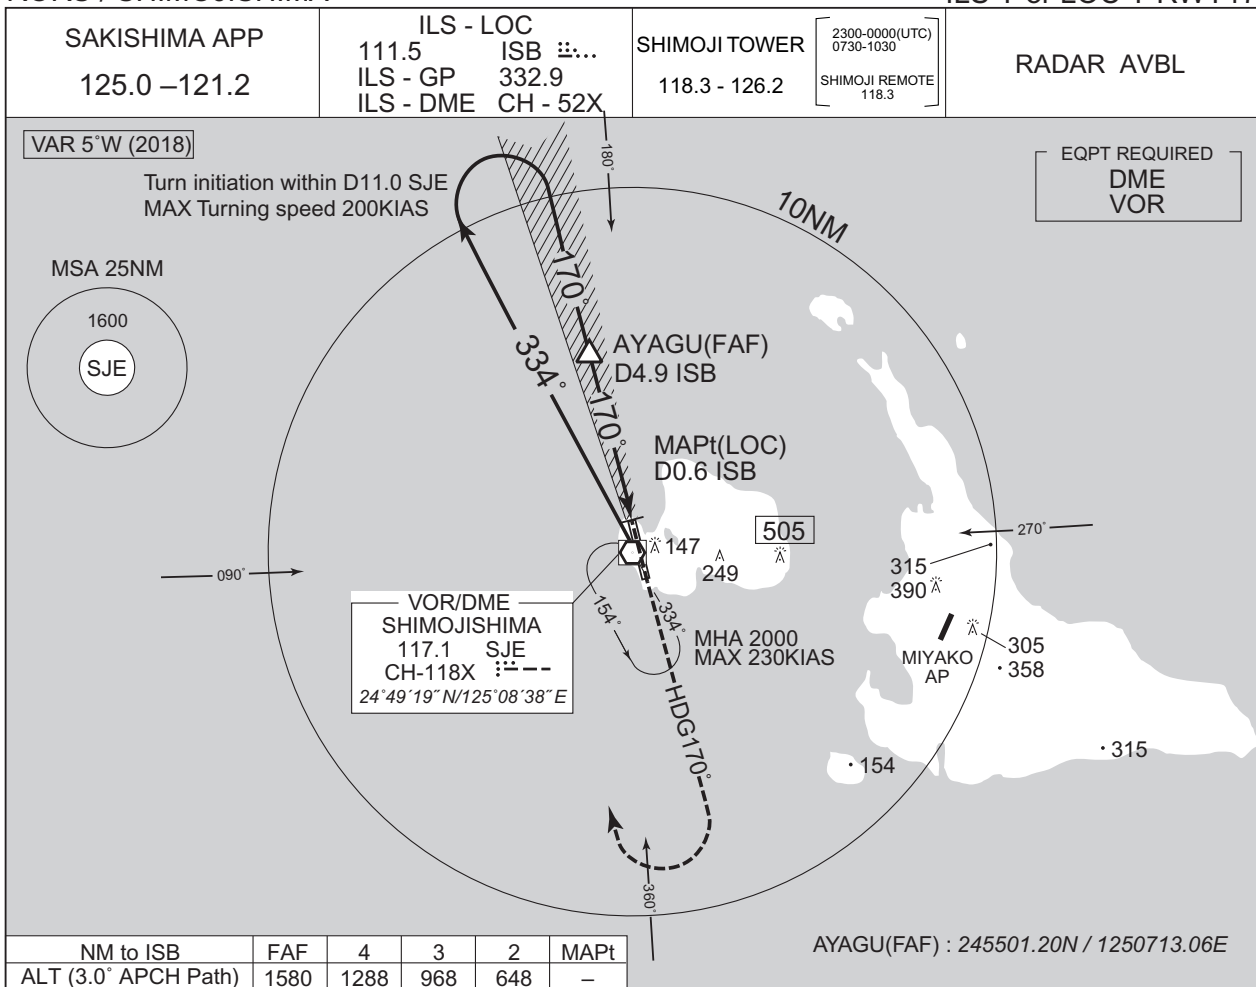 SAKISHIMA APP
125.0 –121.2
ILS - LOC
111.5 ISB
ILS - GP 332.9
ILS - DME CH - 52X
SHIMOJI TOWER
118.3 - 126.2
2300-0000(UTC)
0730-1030
SHIMOJI REMOTE
118.3
RADAR AVBL
VAR 5˚W (2018)
Turn initiation within D11.0 SJE
MAX Turning speed 200KIAS
180˚
10NM
EQPT REQUIRED
DME
VOR
MSA 25NM
1600
SJE
170˚
334˚
AYAGU(FAF)
D4.9 ISB
170˚
MAPt(LOC)
D0.6 ISB
505
147
249
270˚
315
390
090˚
154˚
334˚
MHA 2000
MAX 230KIAS
MIYAKO
AP
305
358
VOR/DME
SHIMOJISHIMA
117.1 SJE
CH-118X
24˚49´19˝N/125˚08´38˝E
HDG170˚
154
315
360˚
AYAGU(FAF) : 245501.20N / 1250713.06E
NM to ISB FAF 4 3 2 MAPt
ALT (3.0˚ APCH Path) 1580 1288 968 648 –